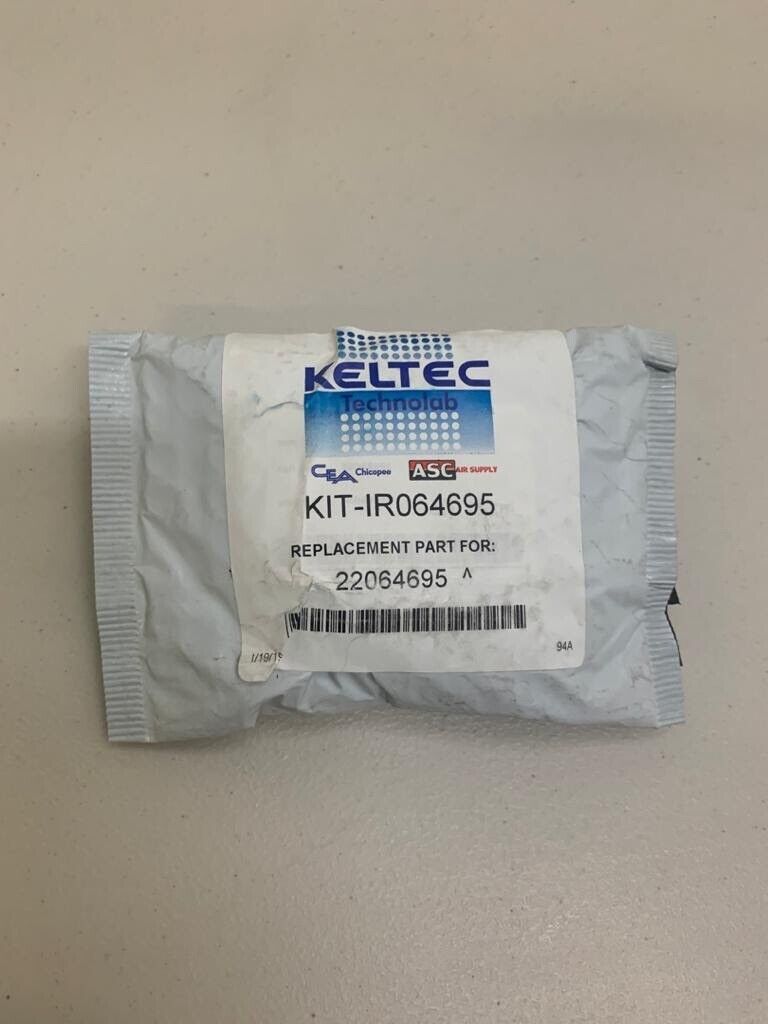 KELTEC
Technolab
CEA Chicopee ASC AIR SUPPLY
KIT-IR064695
REPLACEMENT PART FOR:
22064695 ^
94A